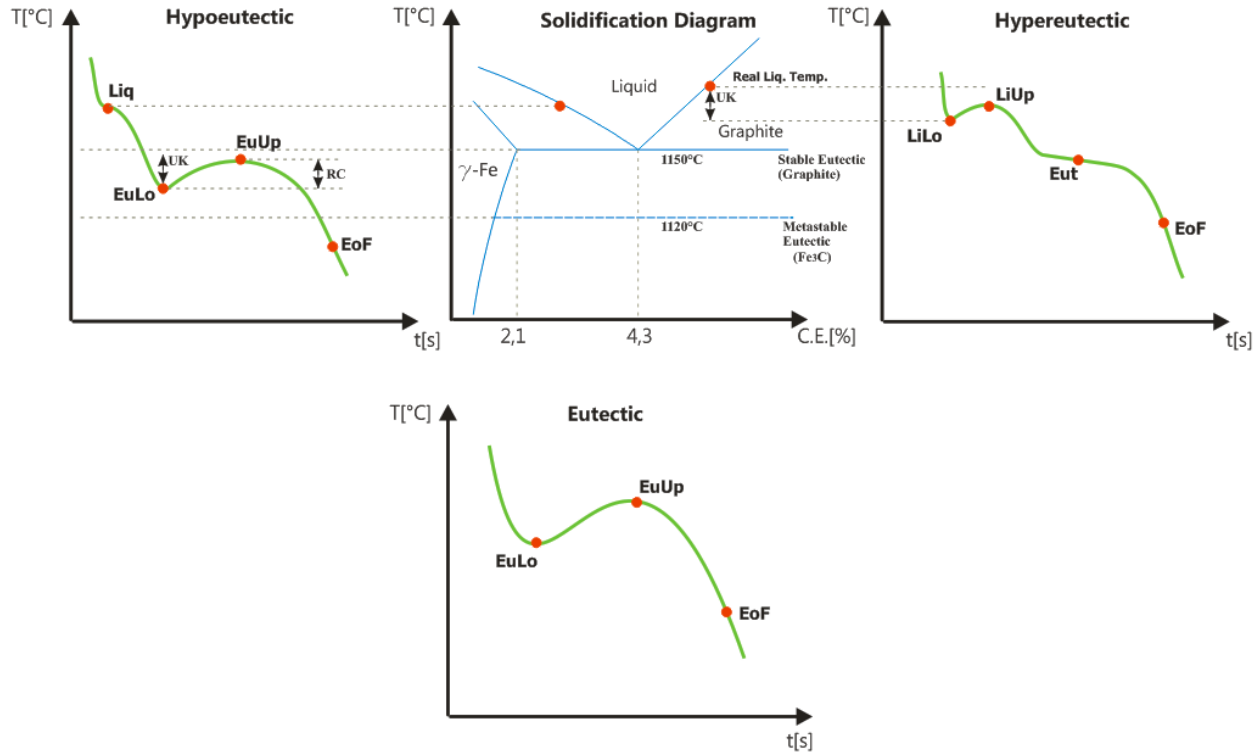 T[°C]
Hypoeutectic
Liq
UK
EuUp
RC
EuLo
EoF
t[s]
T[°C]
Solidification Diagram
Liquid
Real Liq. Temp.
UK
Graphite
γ-Fe
1150°C
Stable Eutectic
(Graphite)
1120°C
Metastable
Eutectic
(Fe3C)
2,1
4,3
C.E.[%]
T[°C]
Hypereutectic
LiUp
LiLo
Eut
EoF
t[s]
T[°C]
Eutectic
EuUp
EuLo
EoF
t[s]